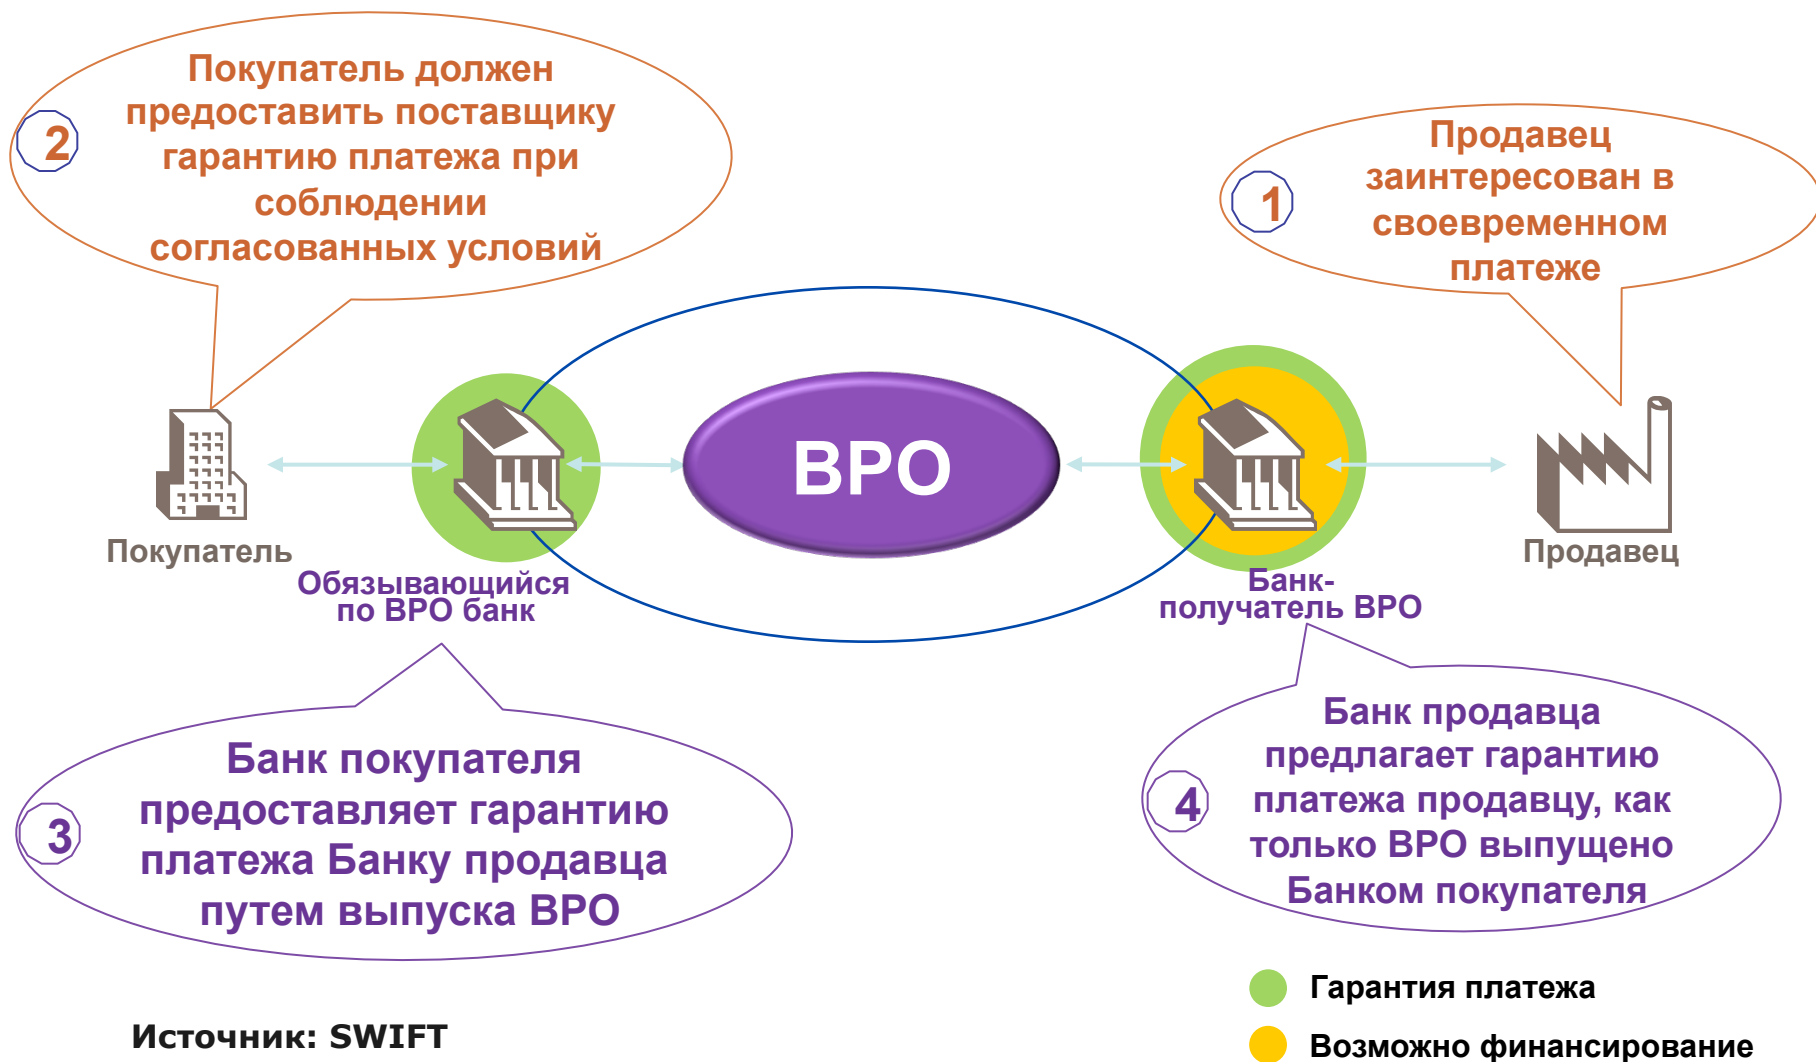 2
Покупатель должен
предоставить поставщику
гарантию платежа при
соблюдении
согласованных условий
1
Продавец
заинтересован в
своевременном
платеже
BPO
Покупатель
Обязывающийся
по BPO банк
Банк-
получатель BPO
Продавец
3
Банк покупателя
предоставляет гарантию
платежа Банку продавца
путем выпуска BPO
4
Банк продавца
предлагает гарантию
платежа продавцу, как
только BPO выпущено
Банком покупателя
Гарантия платежа
Возможно финансирование
Источник: SWIFT